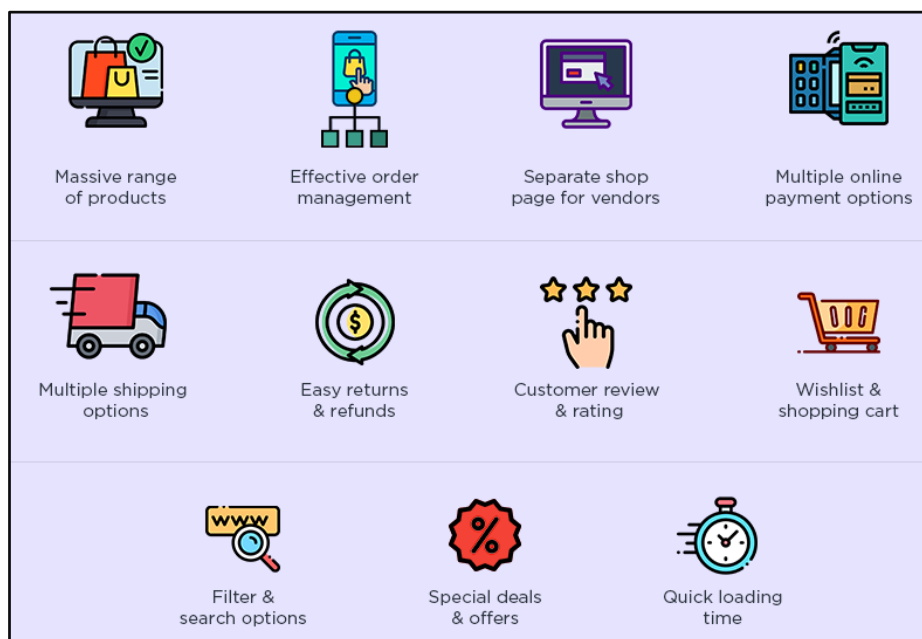 Massive range
of products
Effective order
management
Separate shop
page for vendors
Multiple online
payment options
Multiple shipping
options
Easy returns
& refunds
$
Customer review
& rating
Wishlist &
shopping cart
www
Filter &
search options
%
Special deals
& offers
Quick loading
time